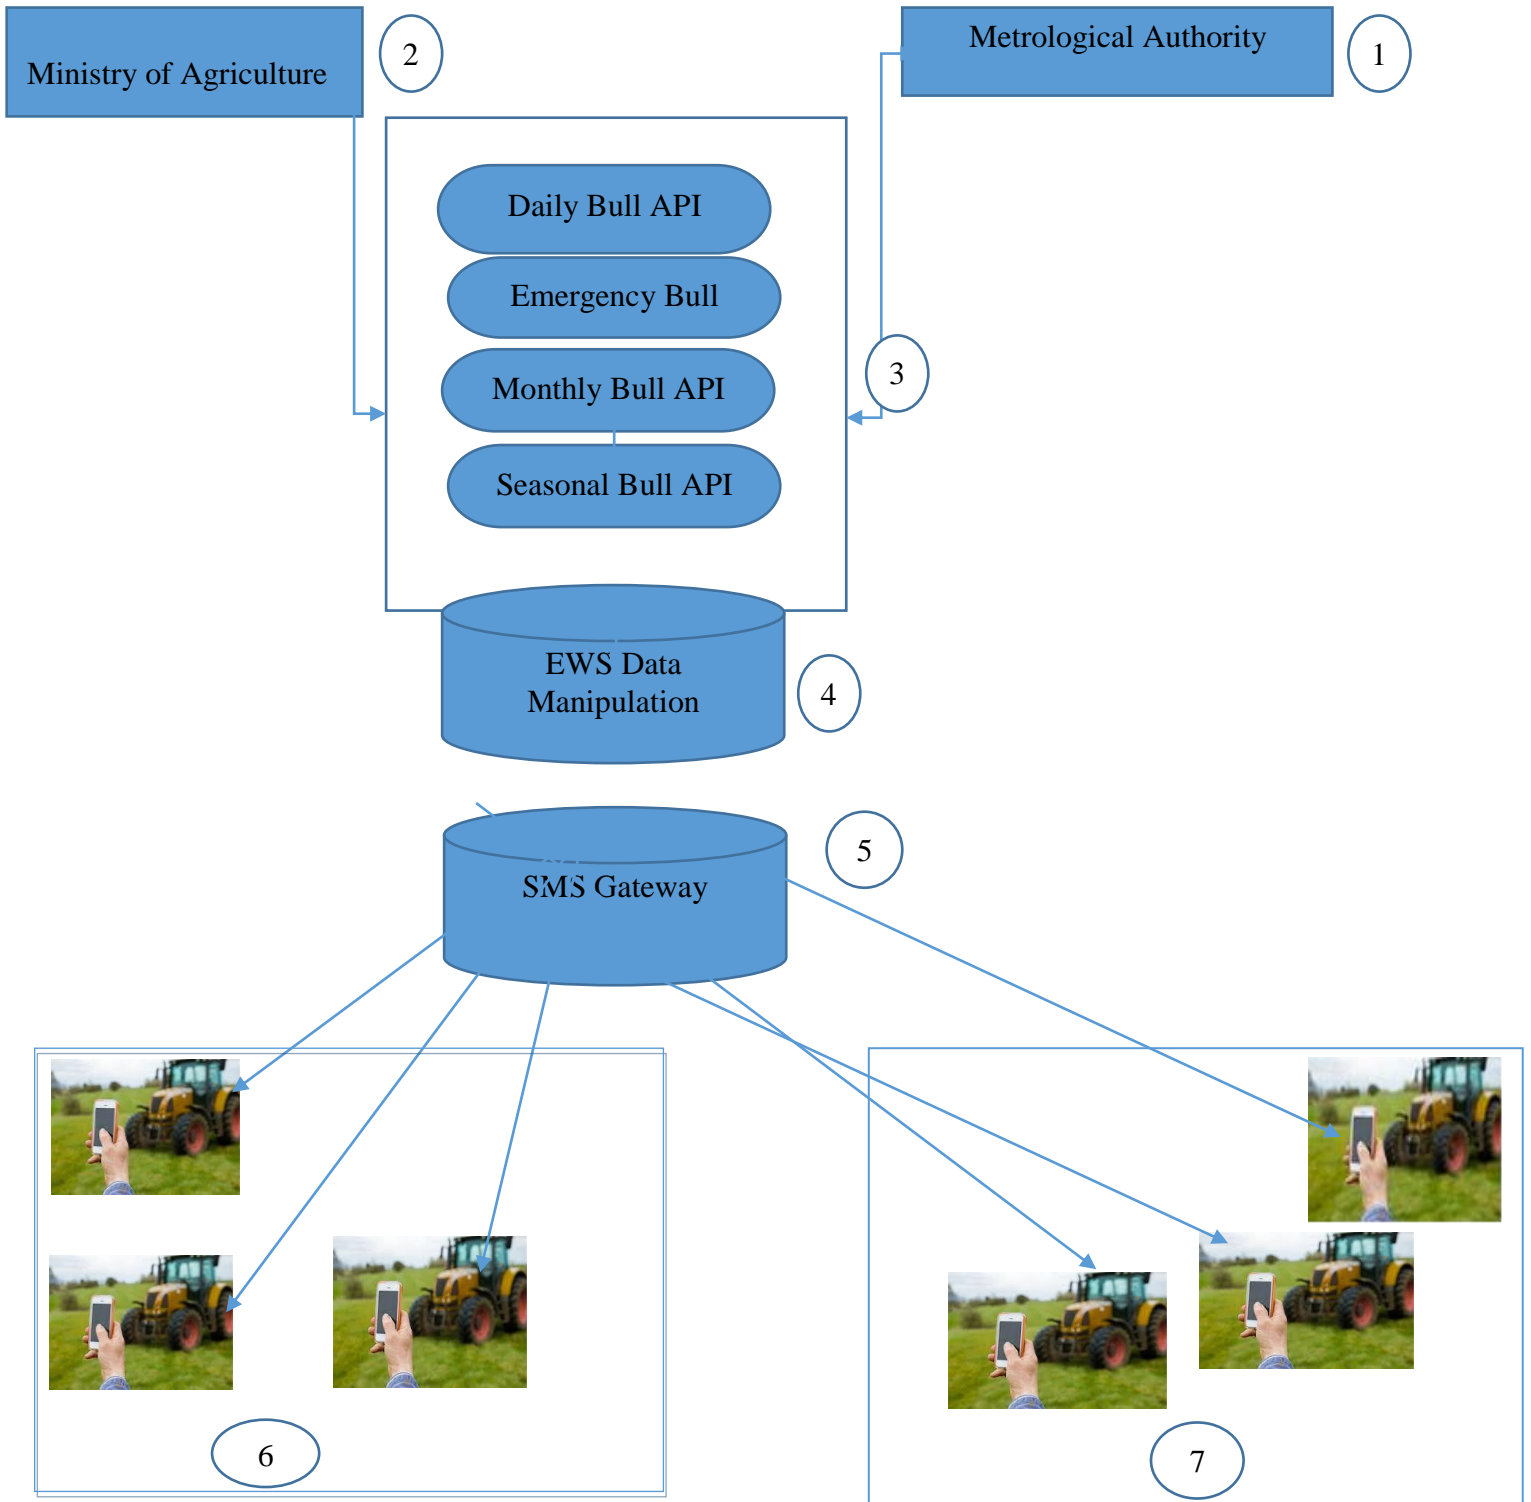 Ministry of Agriculture
2
Metrological Authority
1
Daily Bull API
Emergency Bull
Monthly Bull API
3
Seasonal Bull API
EWS Data
Manipulation
4
5
SMS Gateway
6
7